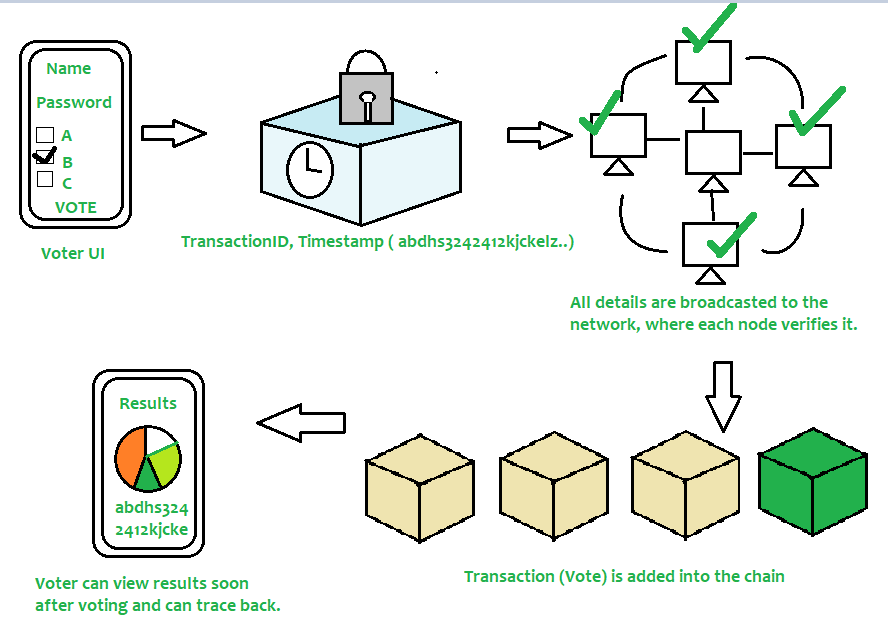 Name
Password
A
B
C
VOTE
Voter UI
TransactionID, Timestamp ( abdhs3242412kjckelz..)
All details are broadcasted to the
network, where each node verifies it.
Transaction (Vote) is added into the chain
Results
abdhs324
2412kjcke
Voter can view results soon
after voting and can trace back.